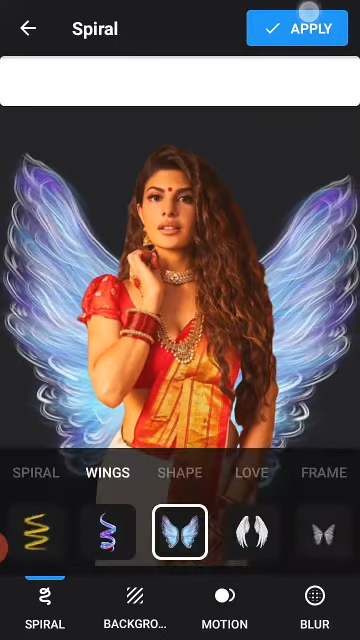 Spiral
APPLY
SPIRAL WINGS SHAPE LOVE FRAME
SPIRAL BACKGRO... MOTION BLUR